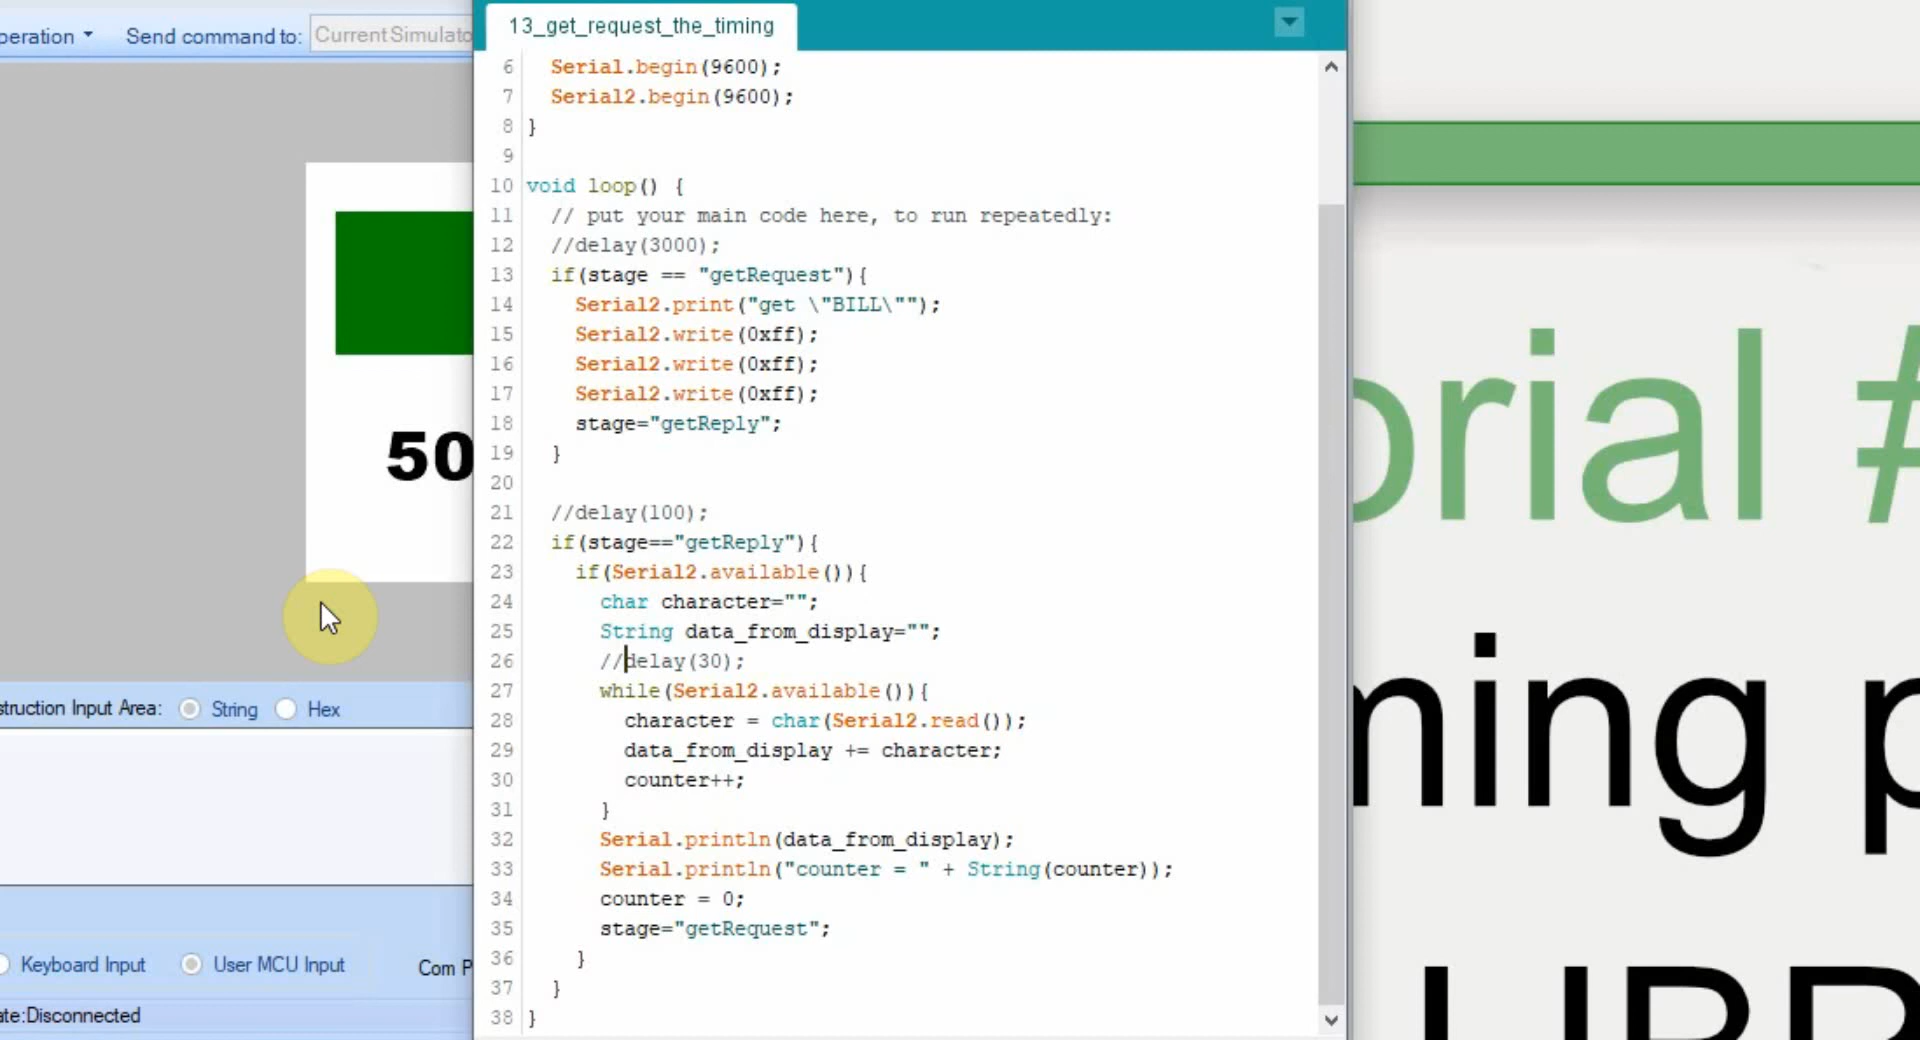 peration Send command to: Current Simulato
13_get_request_the_timing
6 Serial.begin(9600);
7 Serial2.begin(9600);
8 }
9
10 void loop() {
11 // put your main code here, to run repeatedly:
12 //delay(3000);
13 if(stage == "getRequest"){
14 Serial2.print("get \"BILL\"");
15 Serial2.write(0xff);
16 Serial2.write(0xff);
17 Serial2.write(0xff);
18 stage="getReply";
19 }
20
21 //delay(100);
22 if(stage=="getReply"){
23 if(Serial2.available()){
24 char character="";
25 String data_from_display="";
26 //delay(30);
27 while(Serial2.available()){
28 character = char(Serial2.read());
29 data_from_display += character;
30 counter++;
31 }
32 Serial.println(data_from_display);
33 Serial.println("counter = " + String(counter));
34 counter = 0;
35 stage="getRequest";
36 }
37 }
38 }
50
struction Input Area: String Hex
Keyboard Input User MCU Input Com P
ate:Disconnected
orial #
ming p